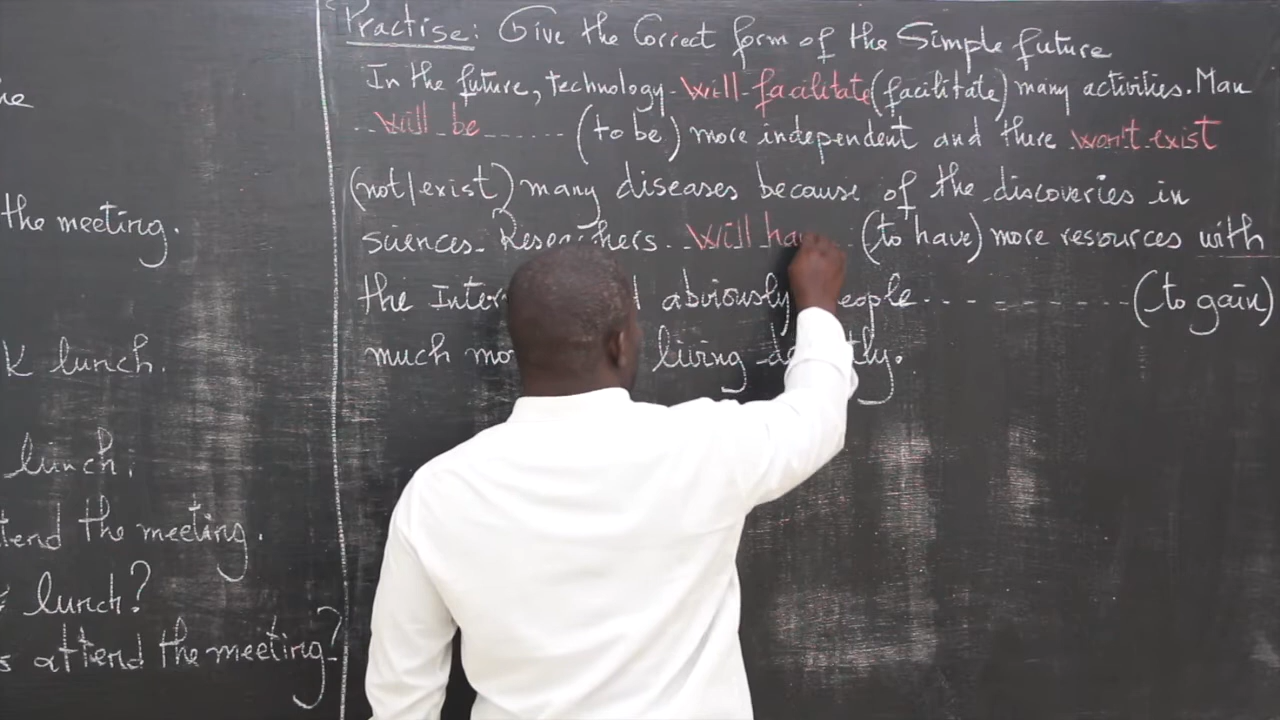 the meeting.
K lunch.
lunch.
tend the meeting.
lunch?
s attend the meeting?
Practise: Give the Correct form of the Simple future
In the future, technology will facilitate (facilitate) many activities. Man
will be (to be) more independent and there won't exist
(not/exist) many diseases because of the discoveries in
sciences. Researchers will ha (to have) more resources with
the Inter abviously people (to gain)
much mo living tly.